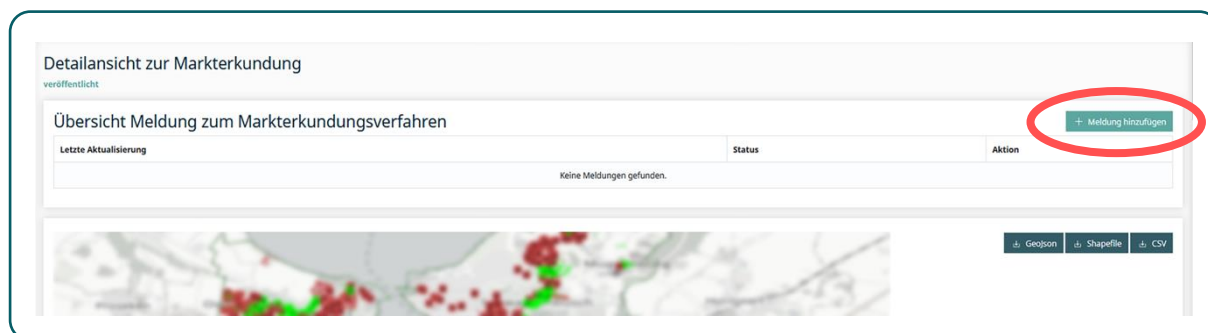 Detailansicht zur Markterkundung
veröffentlicht
Übersicht Meldung zum Markterkundungsverfahren
+ Meldung hinzufügen
Letzte Aktualisierung Status Aktion
Keine Meldungen gefunden.
GeoJson Shapefile CSV